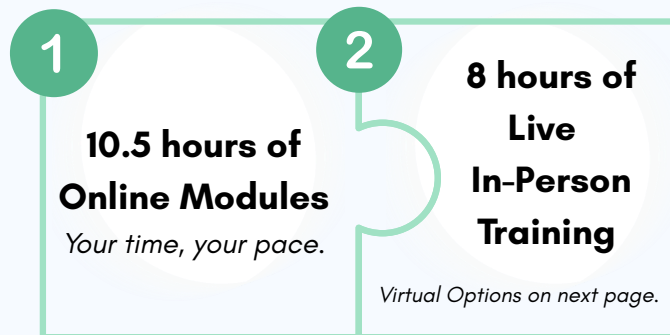 1
10.5 hours of
Online Modules
Your time, your pace.
2
8 hours of
Live
In-Person
Training
Virtual Options on next page.